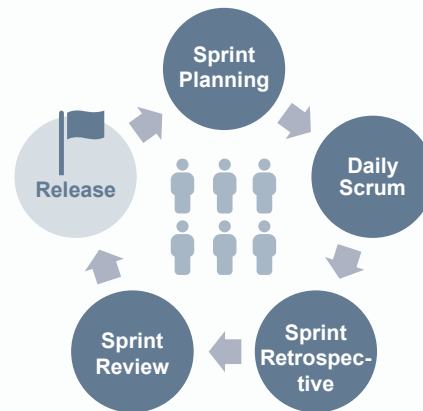 Sprint
Planning
Daily
Scrum
Sprint
Retrospec-
tive
Sprint
Review
Release